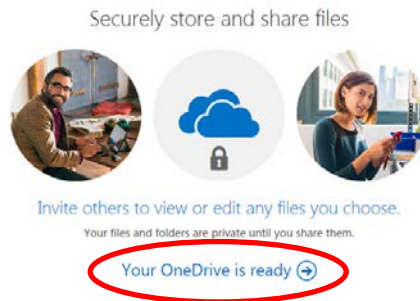 Securely store and share files
Invite others to view or edit any files you choose.
Your files and folders are private until you share them.
Your OneDrive is ready